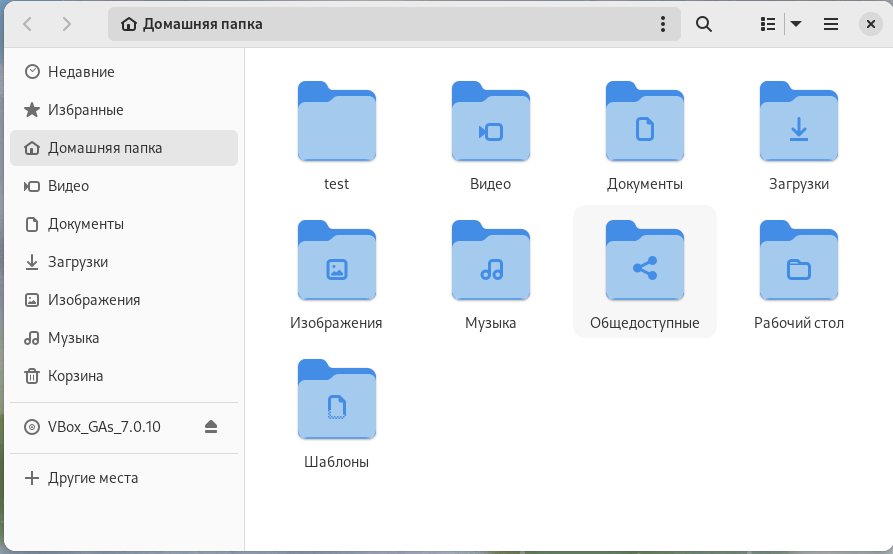 Домашняя папка
Недавние
Избранные
Домашняя папка
Видео
Документы
Загрузки
Изображения
Музыка
Корзина
VBox_GAs_7.0.10
Другие места
test
Видео
Документы
Загрузки
Изображения
Музыка
Общедоступные
Рабочий стол
Шаблоны